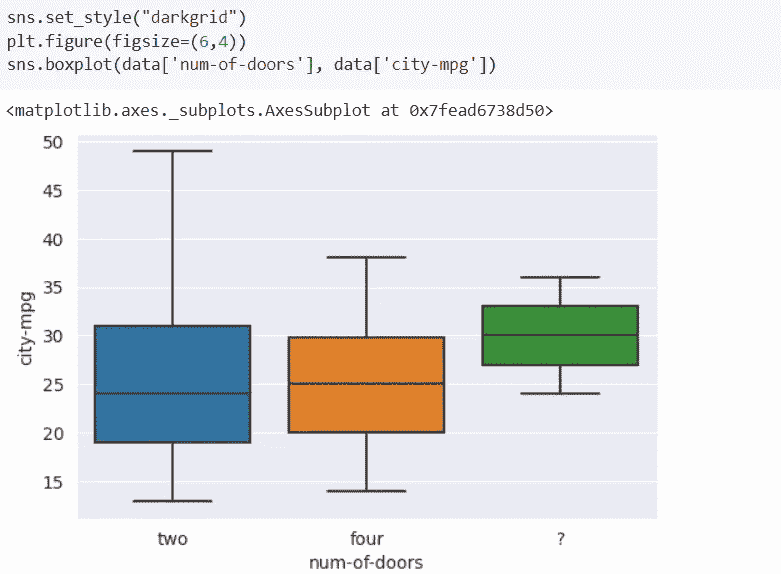 sns.set_style("darkgrid")
plt.figure(figsize=(6,4))
sns.boxplot(data['num-of-doors'], data['city-mpg'])
<matplotlib.axes._subplots.AxesSubplot at 0x7fead6738d50>
50
45
40
35
30
25
20
15
city-mpg
two four ?
num-of-doors